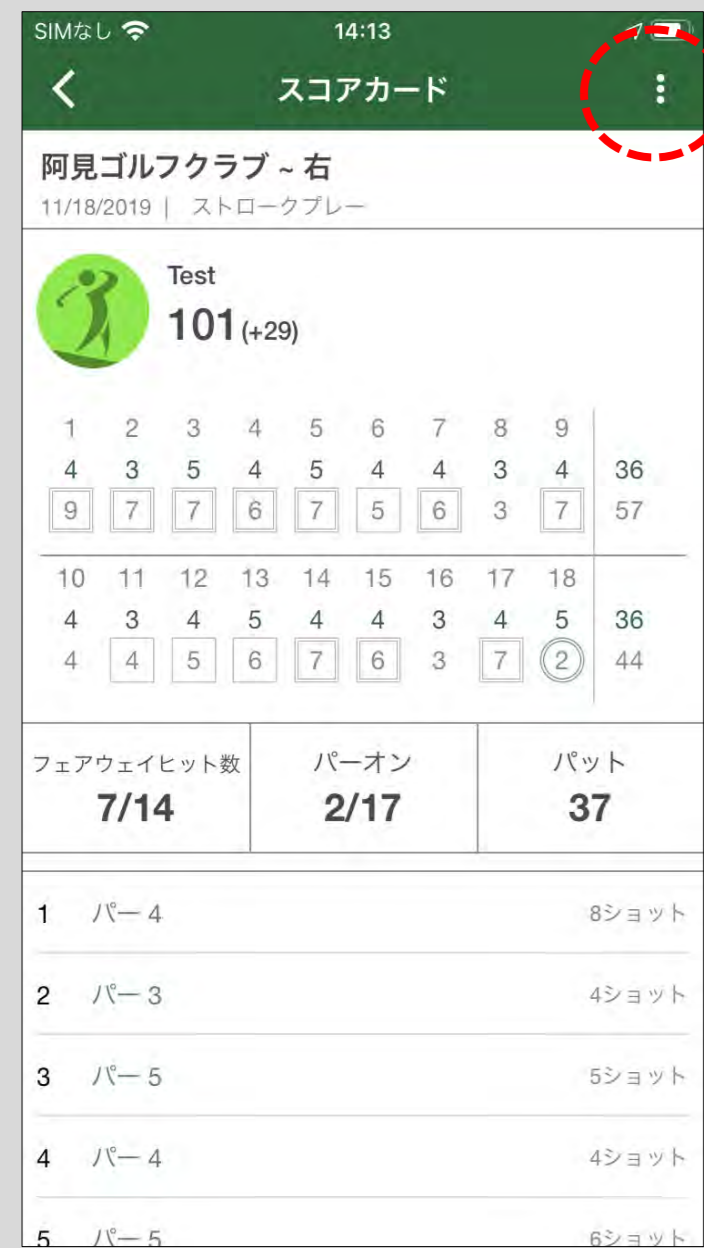 SIMなし 14:13
スコアカード
阿見ゴルフクラブ ~ 右
11/18/2019 | ストロークプレー
Test
101 (+29)
1 2 3 4 5 6 7 8 9
4 3 5 4 5 4 4 3 4 36
9 7 7 6 7 5 6 3 7 57
10 11 12 13 14 15 16 17 18
4 3 4 5 4 4 3 4 5 36
4 4 5 6 7 6 3 7 2 44
フェアウェイヒット数 パーオン パット
7/14 2/17 37
1 パー 4 8ショット
2 パー 3 4ショット
3 パー 5 5ショット
4 パー 4 4ショット
5 パー 5 6ショット